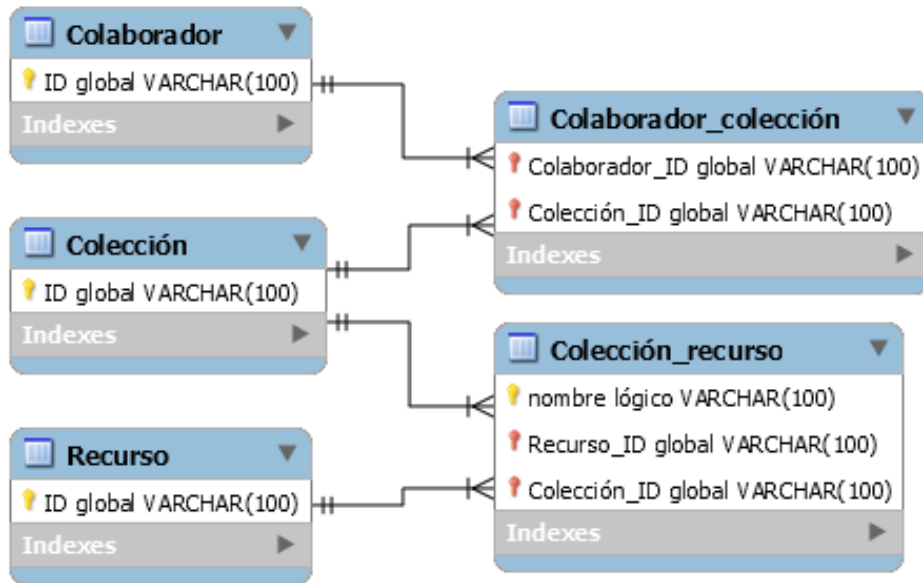 Colaborador
ID global VARCHAR(100)
Indexes
Colección
ID global VARCHAR(100)
Indexes
Recurso
ID global VARCHAR(100)
Indexes
Colaborador_colección
Colaborador_ID global VARCHAR(100)
Colección_ID global VARCHAR(100)
Indexes
Colección_recurso
nombre lógico VARCHAR(100)
Recurso_ID global VARCHAR(100)
Colección_ID global VARCHAR(100)
Indexes